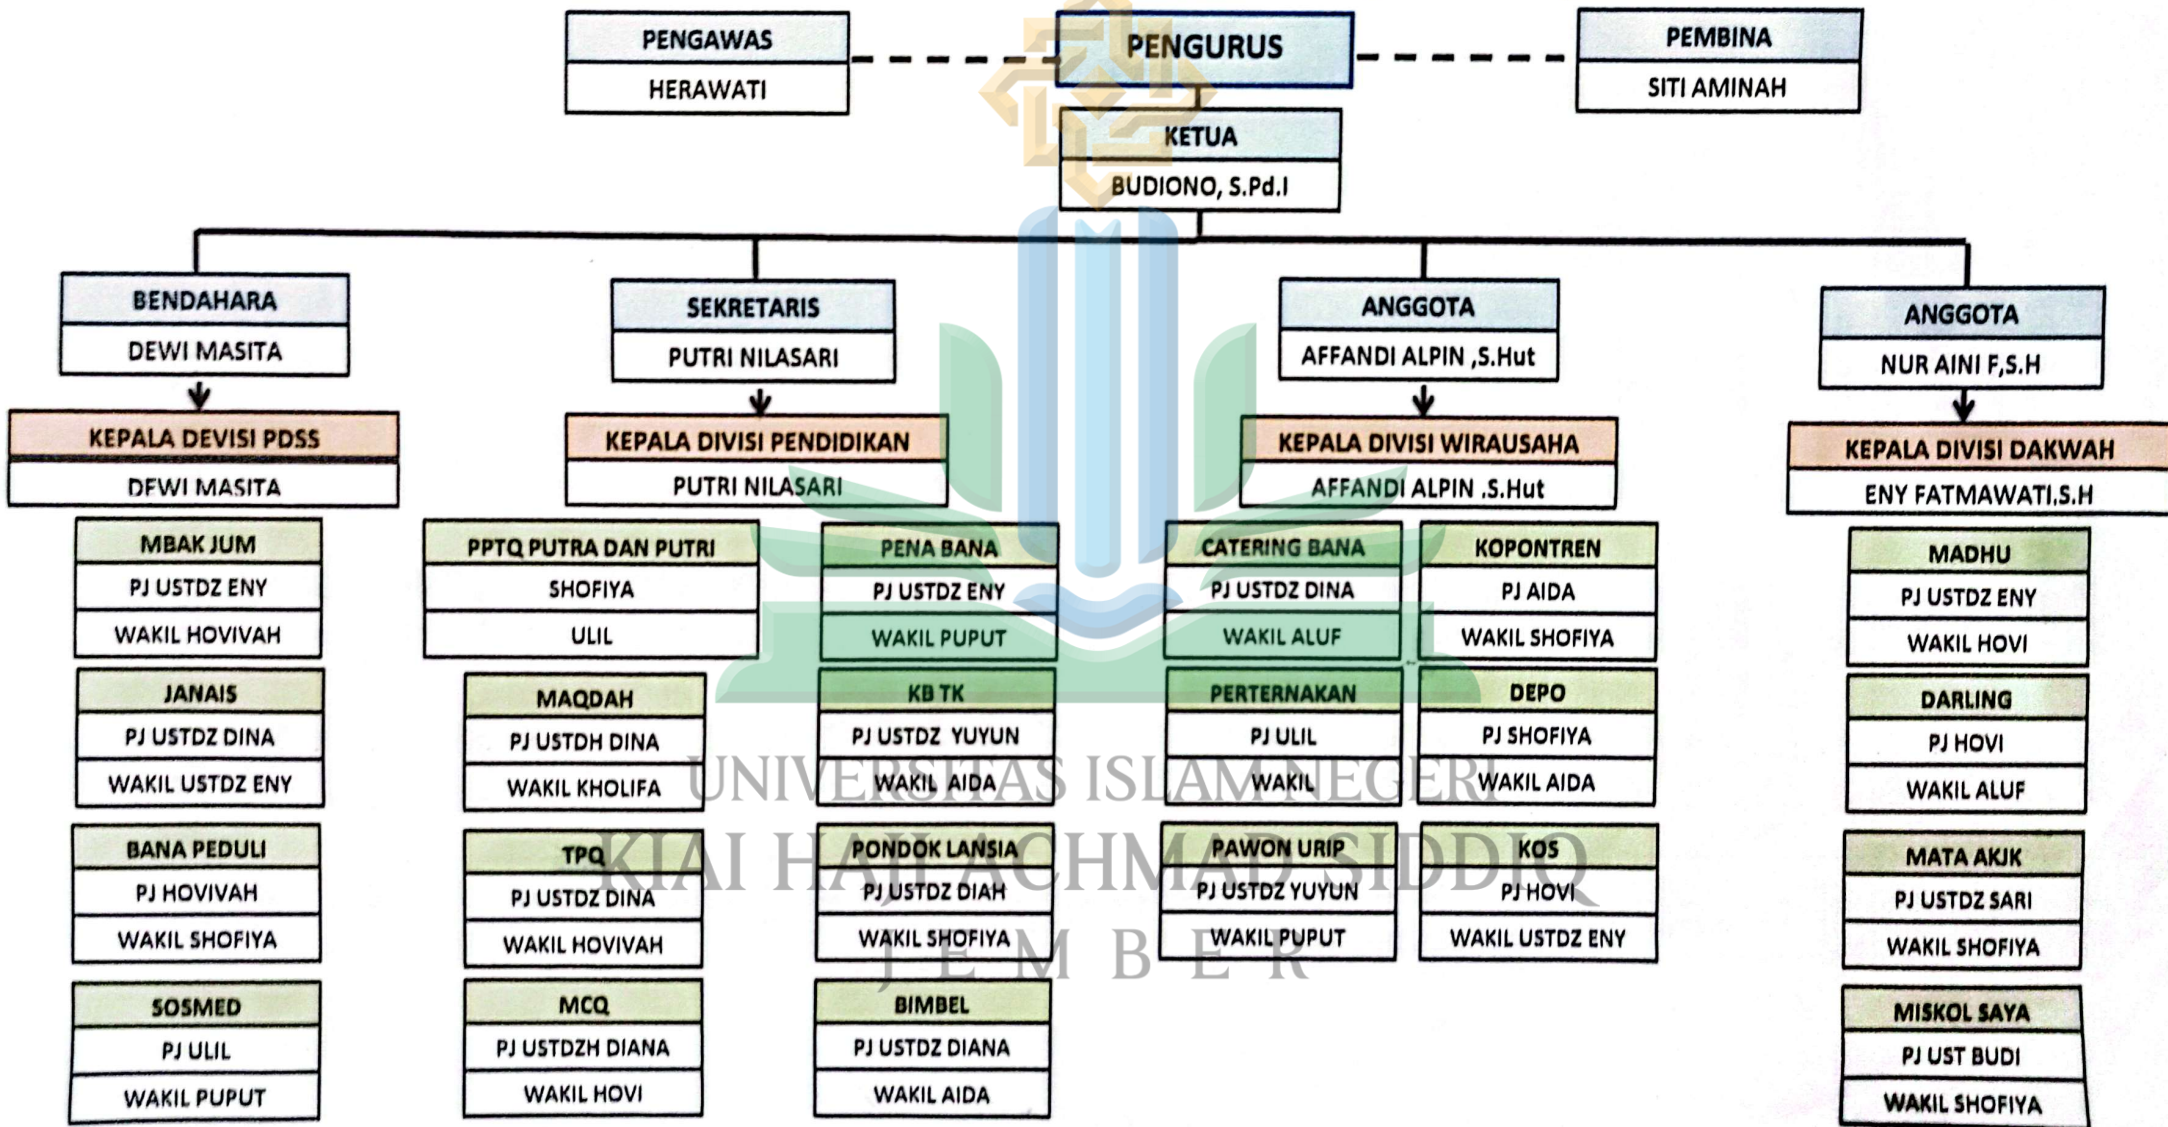 PENGAWAS
HERAWATI
PENGURUS
PEMBINA
SITI AMINAH
KETUA
BUDIONO, S.Pd.I
BENDAHARA
DEWI MASITA
SEKRETARIS
PUTRI NILASARI
ANGGOTA
AFFANDI ALPIN ,S.Hut
ANGGOTA
NUR AINI F,S.H
KEPALA DEVISI PDSS
DEWI MASITA
KEPALA DIVISI PENDIDIKAN
PUTRI NILASARI
KEPALA DIVISI WIRAUSAHA
AFFANDI ALPIN .S.Hut
KEPALA DIVISI DAKWAH
ENY FATMAWATI.S.H
MBAK JUM
PJ USTDZ ENY
WAKIL HOVIVAH
JANAIS
PJ USTDZ DINA
WAKIL USTDZ ENY
BANA PEDULI
PJ HOVIVAH
WAKIL SHOFIYA
SOSMED
PJ ULIL
WAKIL PUPUT
PPTQ PUTRA DAN PUTRI
SHOFIYA
ULIL
MAQDAH
PJ USTDH DINA
WAKIL KHOLIFA
TPQ
PJ USTDZ DINA
WAKIL HOVIVAH
MCQ
PJ USTDZH DIANA
WAKIL HOVI
PENA BANA
PJ USTDZ ENY
WAKIL PUPUT
KB TK
PJ USTDZ YUYUN
WAKIL AIDA
PONDOK LANSIA
PJ USTDZ DIAH
WAKIL SHOFIYA
BIMBEL
PJ USTDZ DIANA
WAKIL AIDA
CATERING BANA
PJ USTDZ DINA
WAKIL ALUF
PERTERNAKAN
PJ ULIL
WAKIL
PAWON URIP
PJ USTDZ YUYUN
WAKIL PUPUT
KOPONTREN
PJ AIDA
WAKIL SHOFIYA
DEPO
PJ SHOFIYA
WAKIL AIDA
KOS
PJ HOVI
WAKIL USTDZ ENY
MADHU
PJ USTDZ ENY
WAKIL HOVI
DARLING
PJ HOVI
WAKIL ALUF
MATA AKJK
PJ USTDZ SARI
WAKIL SHOFIYA
MISKOL SAYA
PJ UST BUDI
WAKIL SHOFIYA
UNIVERSITAS ISLAM NEGERI
KIAI HAJI ACHMAD SIDDIQ
JEMBER